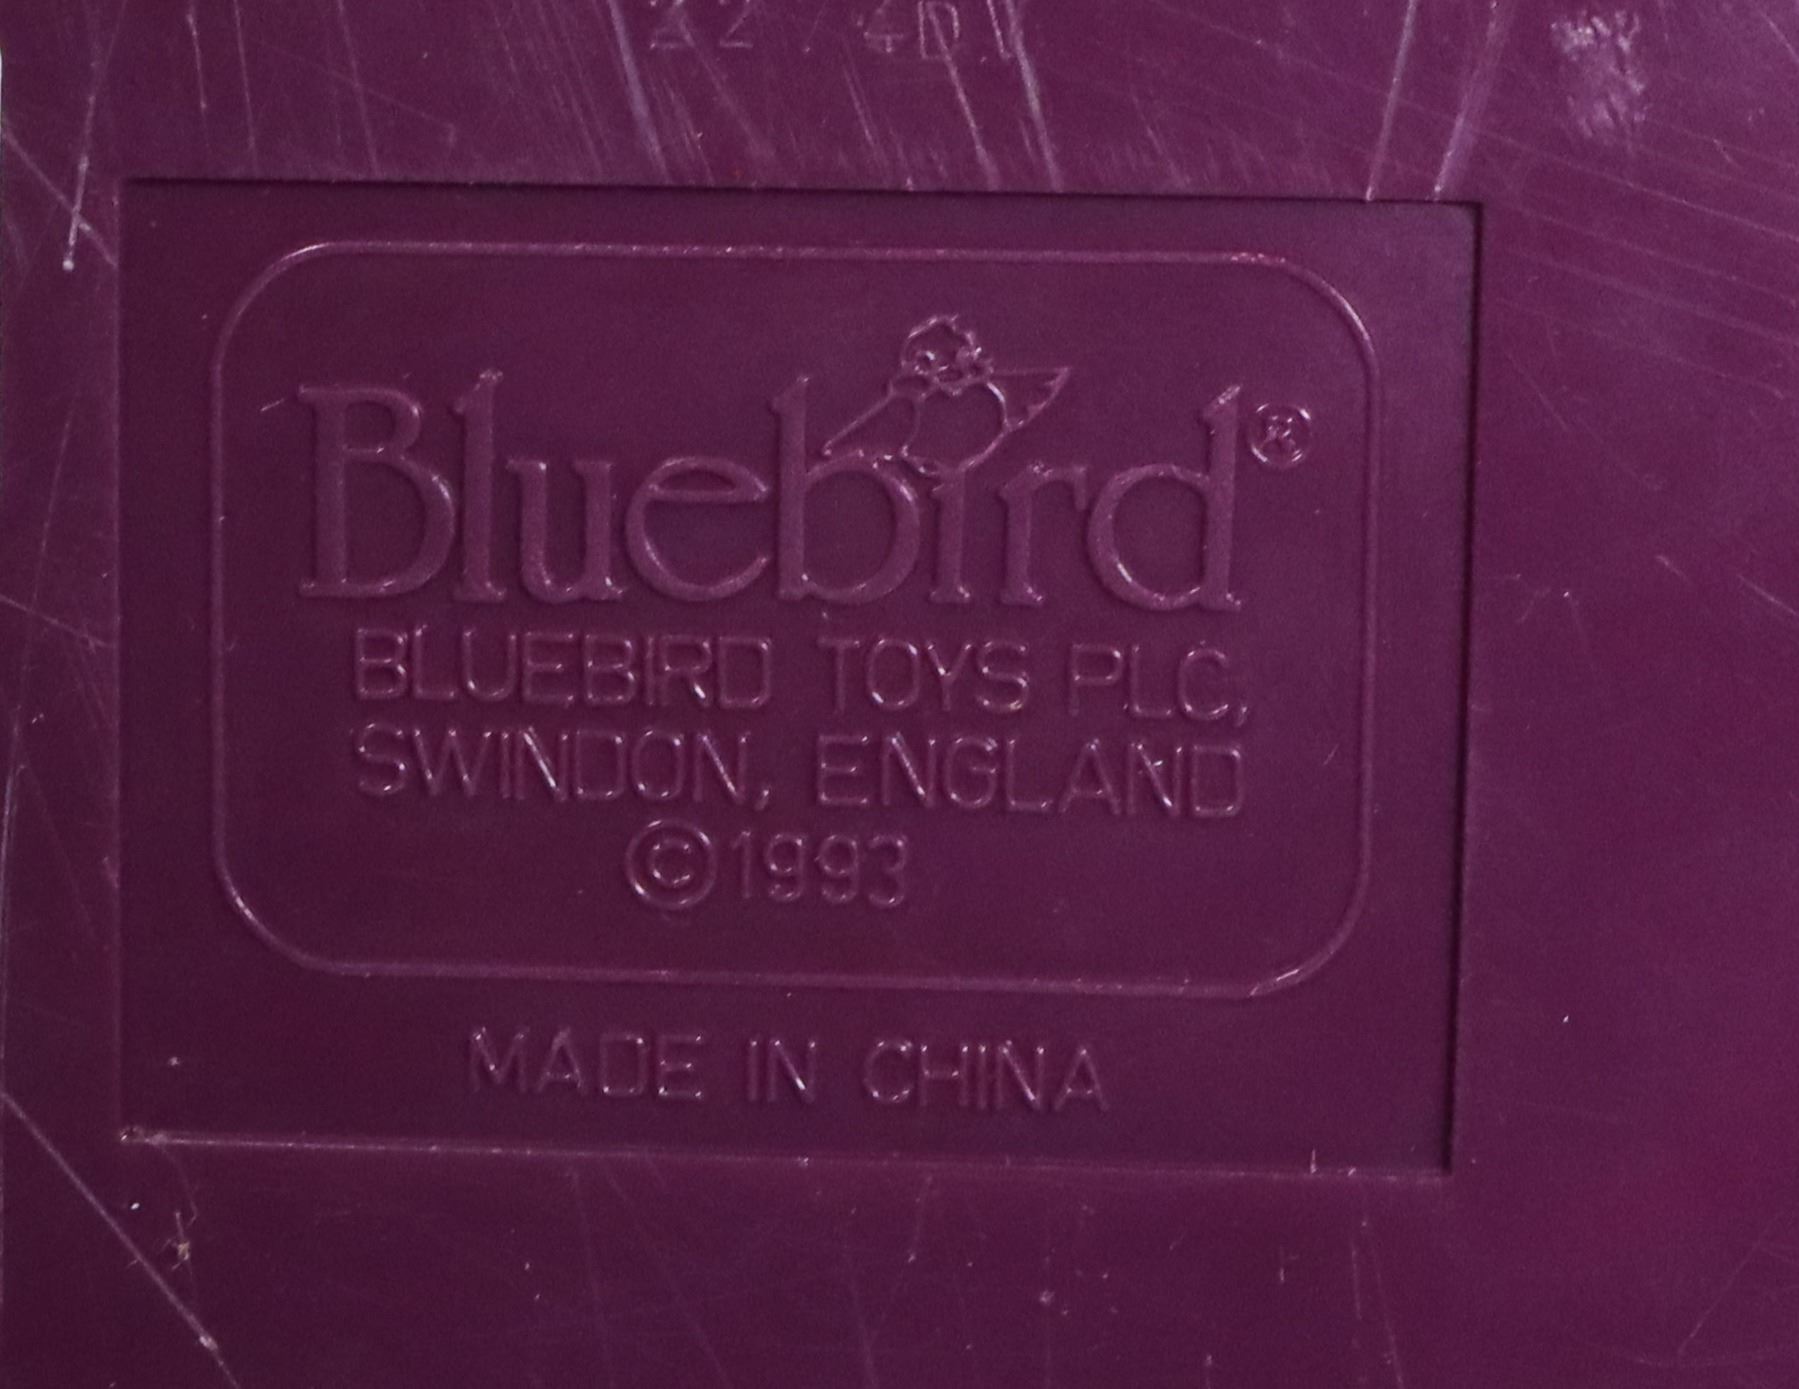 Bluebird®
BLUEBIRD TOYS PLC,
SWINDON, ENGLAND
©1993
MADE IN CHINA